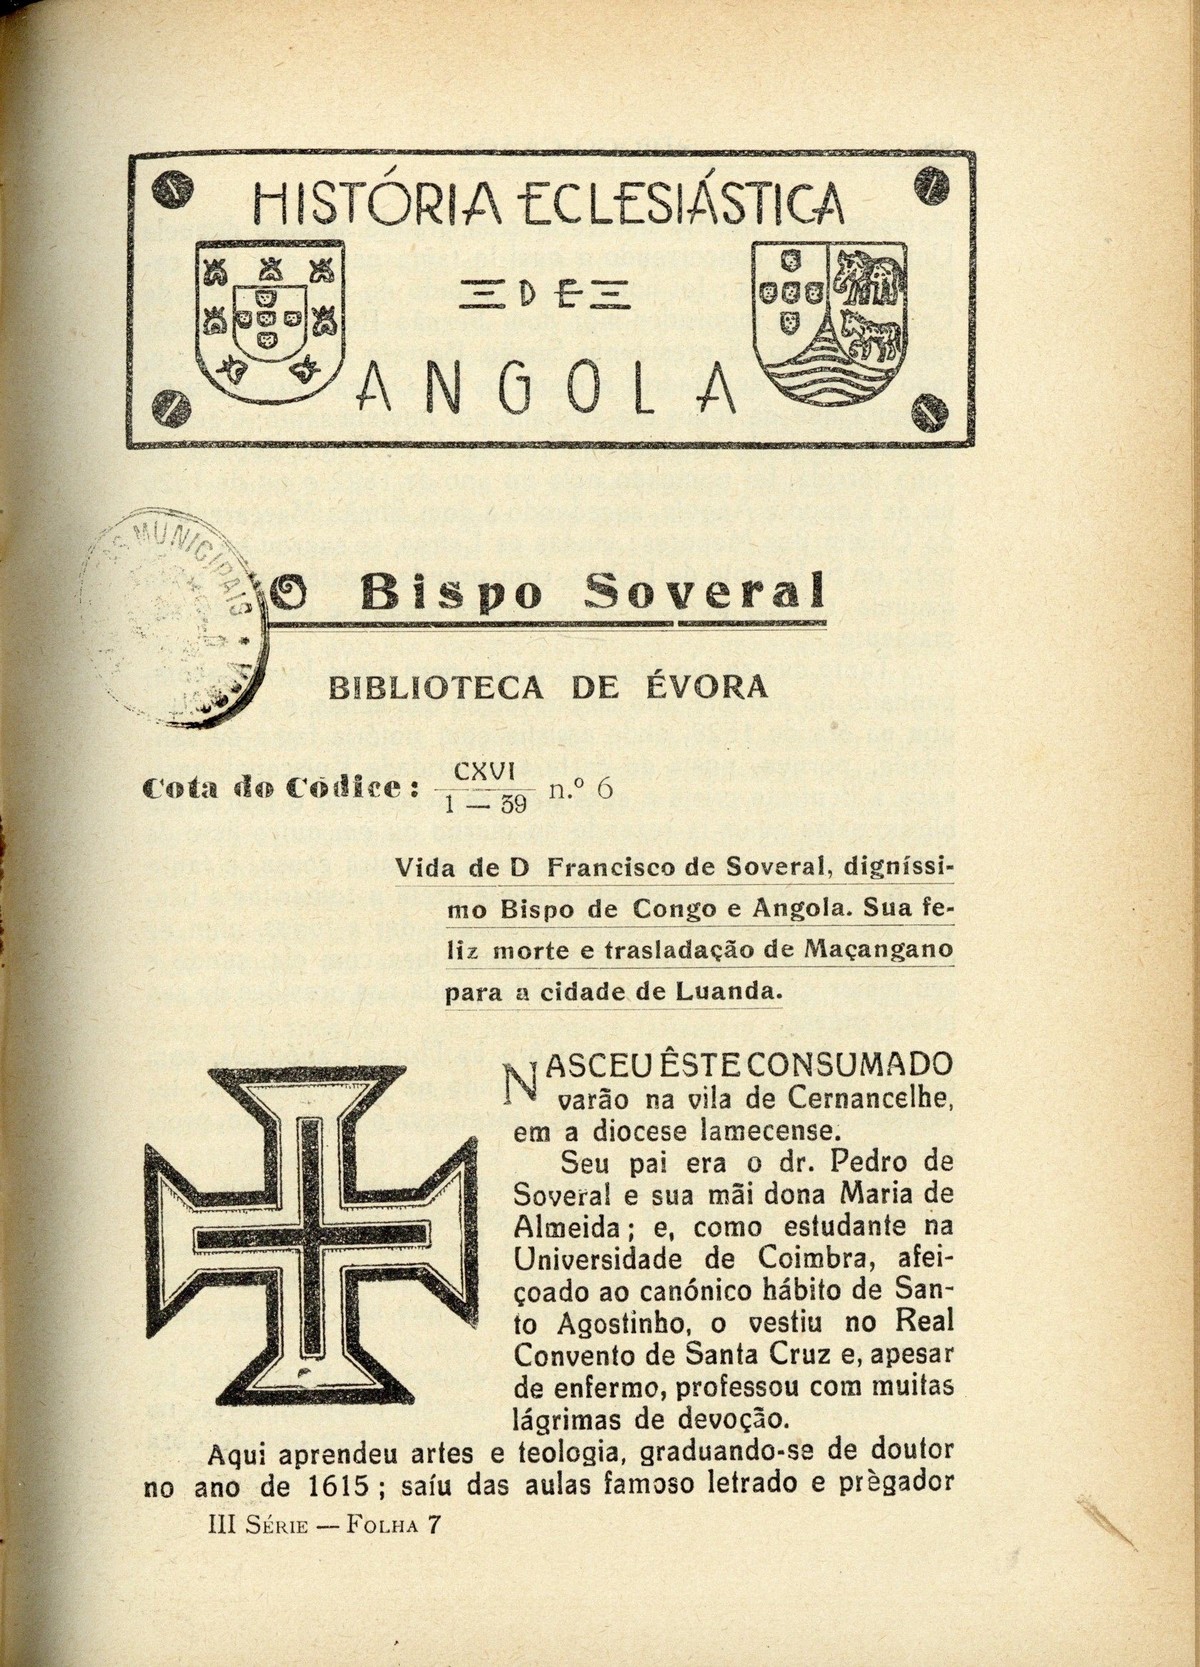 HISTÓRIA ECLESIÁSTICA
DE
ANGOLA
MUNICIPAIS
O Bispo Soveral
BIBLIOTECA DE ÉVORA
Cota do Códice: CXVI
1 — 39 n.º 6
Vida de D Francisco de Soveral, digníssi-
mo Bispo de Congo e Angola. Sua fe-
liz morte e trasladação de Maçangano
para a cidade de Luanda.
NASCEU ÊSTE CONSUMADO
varão na vila de Cernancelhe,
em a diocese lamecense.
Seu pai era o dr. Pedro de
Soveral e sua mãi dona Maria de
Almeida; e, como estudante na
Universidade de Coimbra, afei-
çoado ao canónico hábito de San-
to Agostinho, o vestiu no Real
Convento de Santa Cruz e, apesar
de enfermo, professou com muitas
lágrimas de devoção.
Aqui aprendeu artes e teologia, graduando-se de doutor
no ano de 1615; saíu das aulas famoso letrado e prègador
III SÉRIE — FOLHA 7